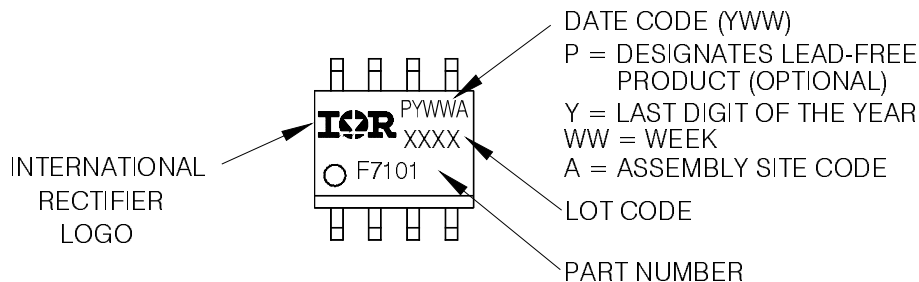 DATE CODE (YWW)
P = DESIGNATES LEAD-FREE
PRODUCT (OPTIONAL)
Y = LAST DIGIT OF THE YEAR
WW = WEEK
A = ASSEMBLY SITE CODE
LOT CODE
PART NUMBER
INTERNATIONAL
RECTIFIER
LOGO
IOR
PYWWA
XXXX
F7101